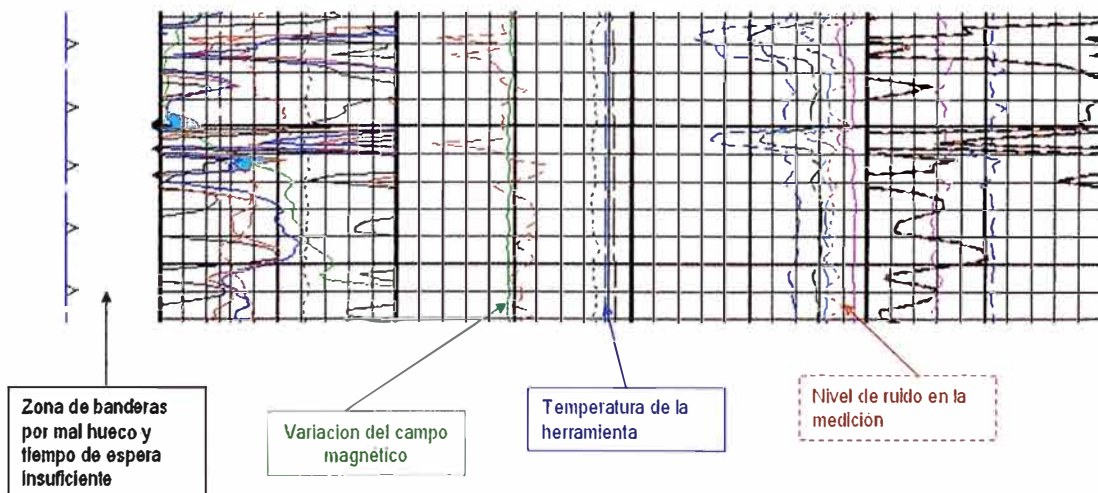 Zona de banderas
por mal hueco y
tiempo de espera
insuficiente
Variacion del campo
magnético
Temperatura de la
herramienta
Nivel de ruido en la
medición